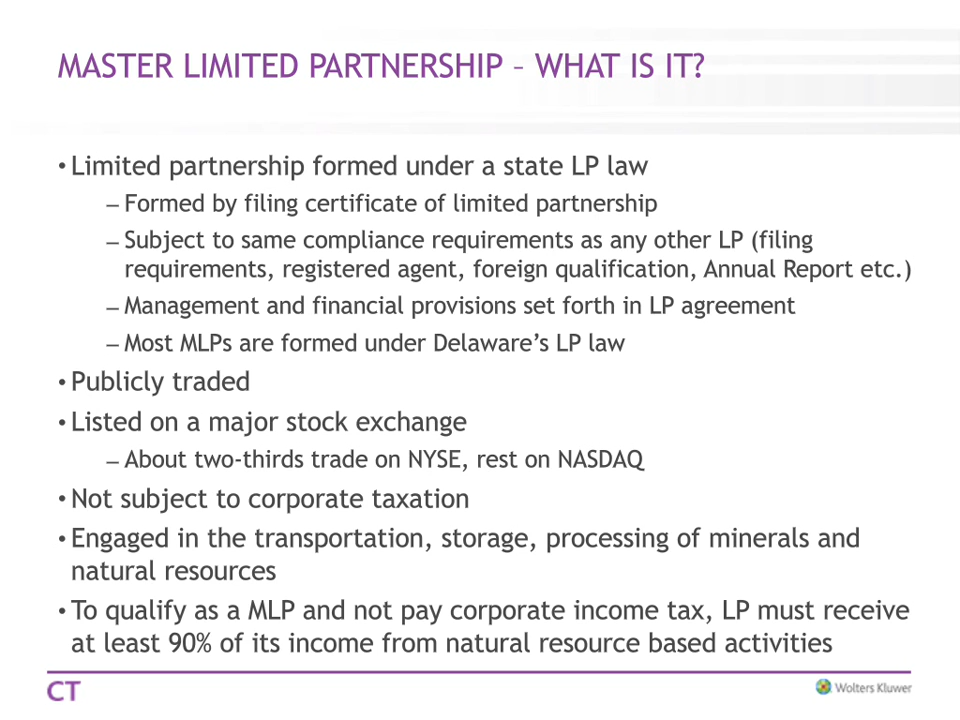 MASTER LIMITED PARTNERSHIP – WHAT IS IT?
• Limited partnership formed under a state LP law
– Formed by filing certificate of limited partnership
– Subject to same compliance requirements as any other LP (filing
requirements, registered agent, foreign qualification, Annual Report etc.)
– Management and financial provisions set forth in LP agreement
– Most MLPs are formed under Delaware's LP law
• Publicly traded
• Listed on a major stock exchange
– About two-thirds trade on NYSE, rest on NASDAQ
• Not subject to corporate taxation
• Engaged in the transportation, storage, processing of minerals and
natural resources
• To qualify as a MLP and not pay corporate income tax, LP must receive
at least 90% of its income from natural resource based activities
CT
Wolters Kluwer